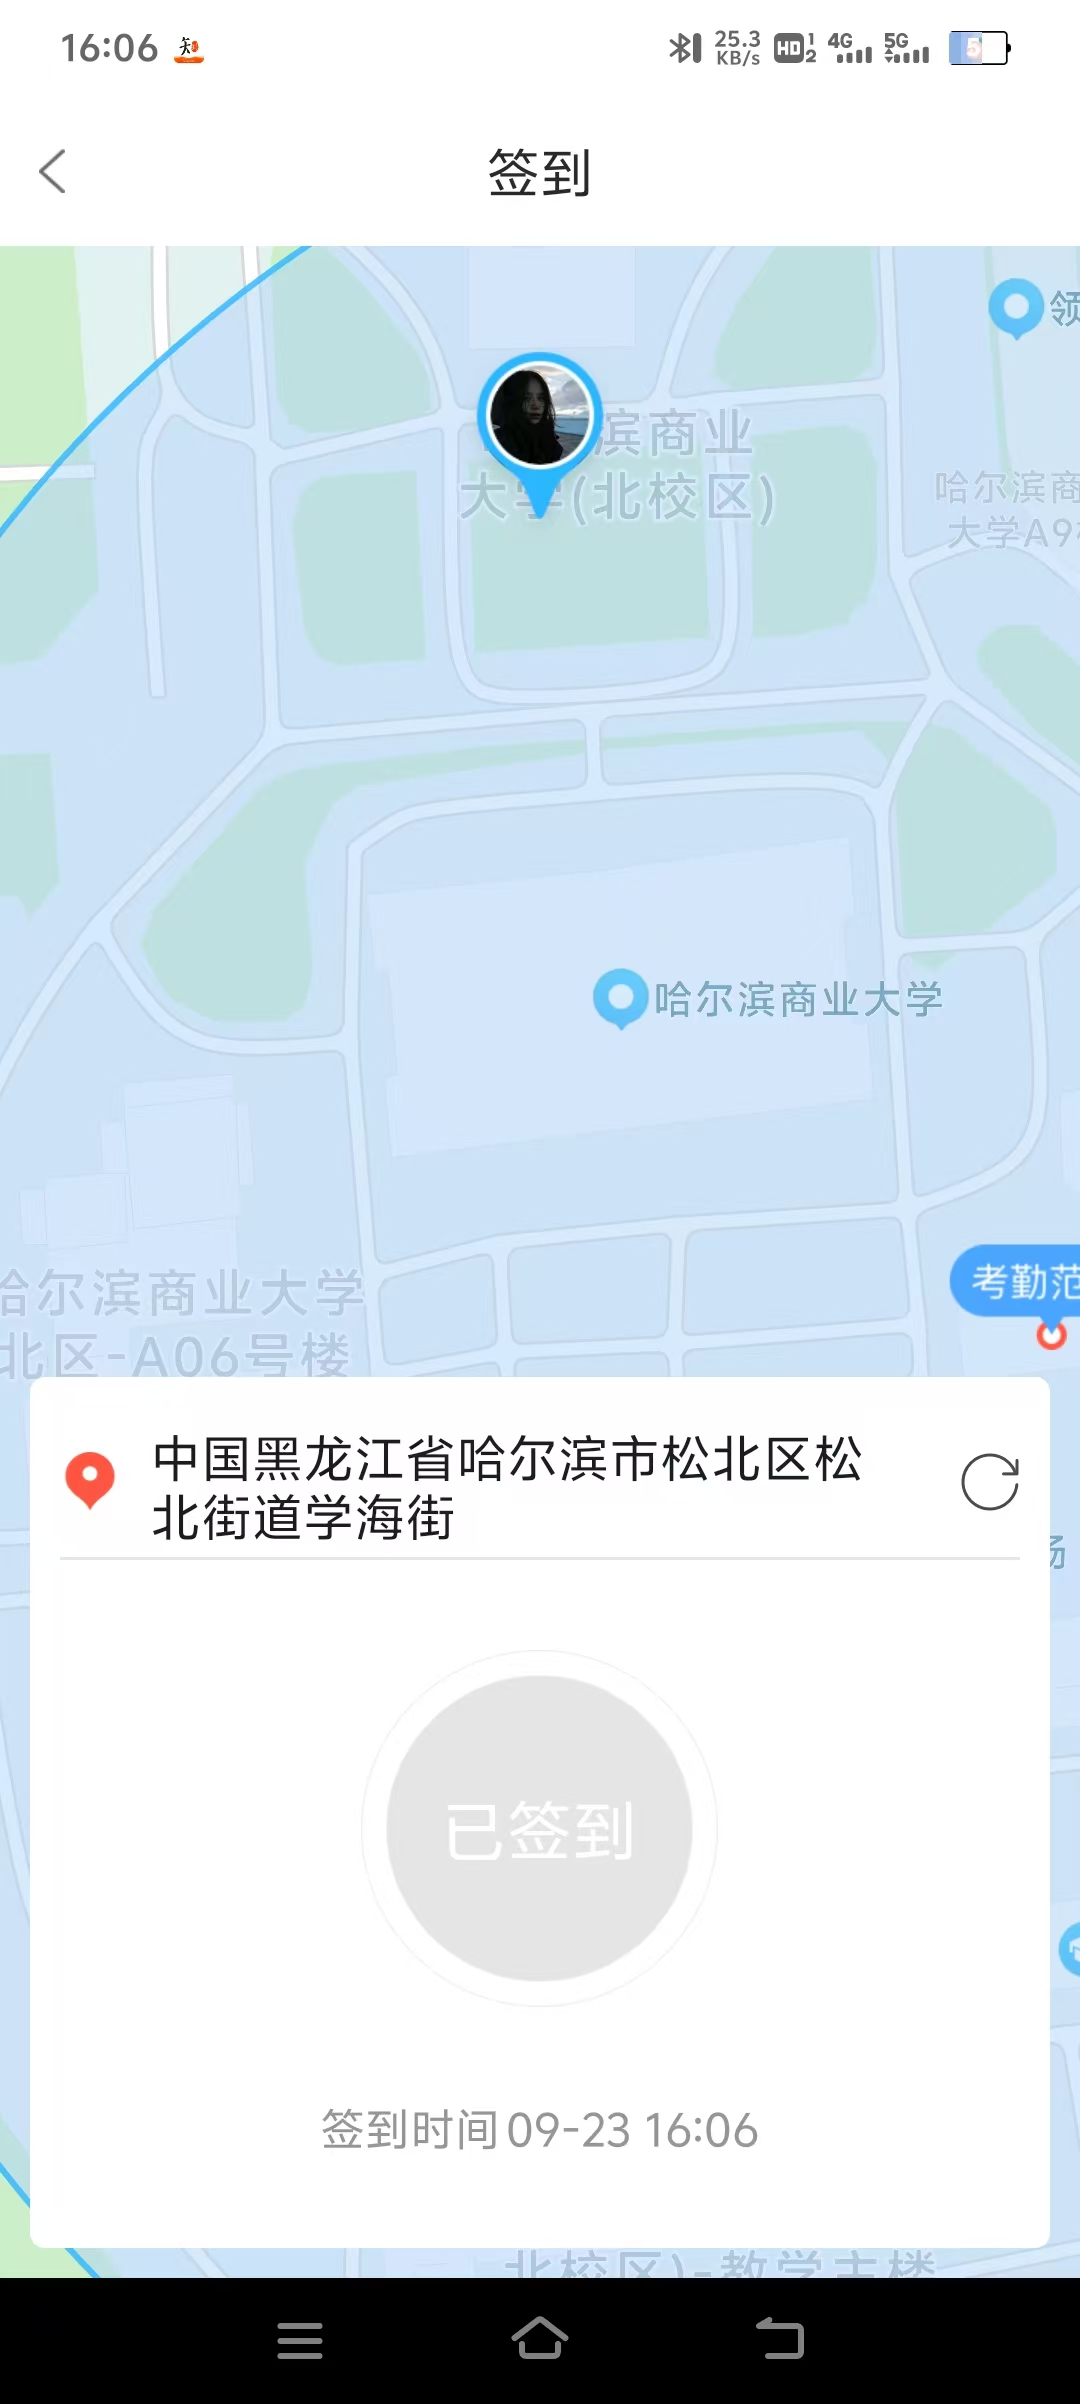 16:06
25.3 KB/s HD 1 2 4G 5G
签到
领
滨商业
大学(北校区)
哈尔滨商
大学A9
哈尔滨商业大学
哈尔滨商业大学
北区-A06号楼
考勤范
中国黑龙江省哈尔滨市松北区松
北街道学海街
已签到
签到时间09-23 16:06
北校区)-教学主楼